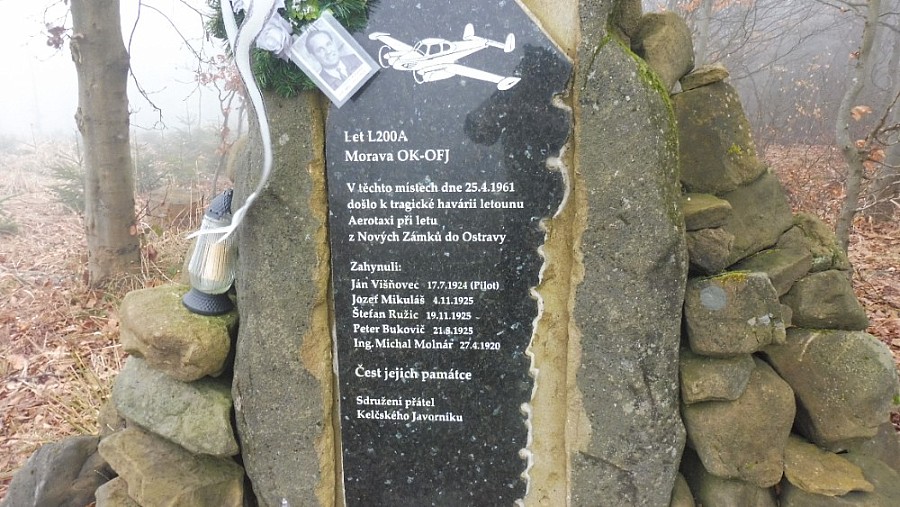 Let L200A
Morava OK-OFJ
V těchto místech dne 25.4.1961
došlo k tragické havárii letounu
Aerotaxi při letu
z Nových Zámků do Ostravy
Zahynuli:
Ján Višňovec 17.7.1924 (Pilot)
Józef Mikuláš 4.11.1925
Štefan Ružic 19.11.1925
Peter Bukovič 21.8.1925
Ing. Michal Molnár 27.4.1920
Čest jejich památce
Sdružení přátel
Kelčského Javorníku